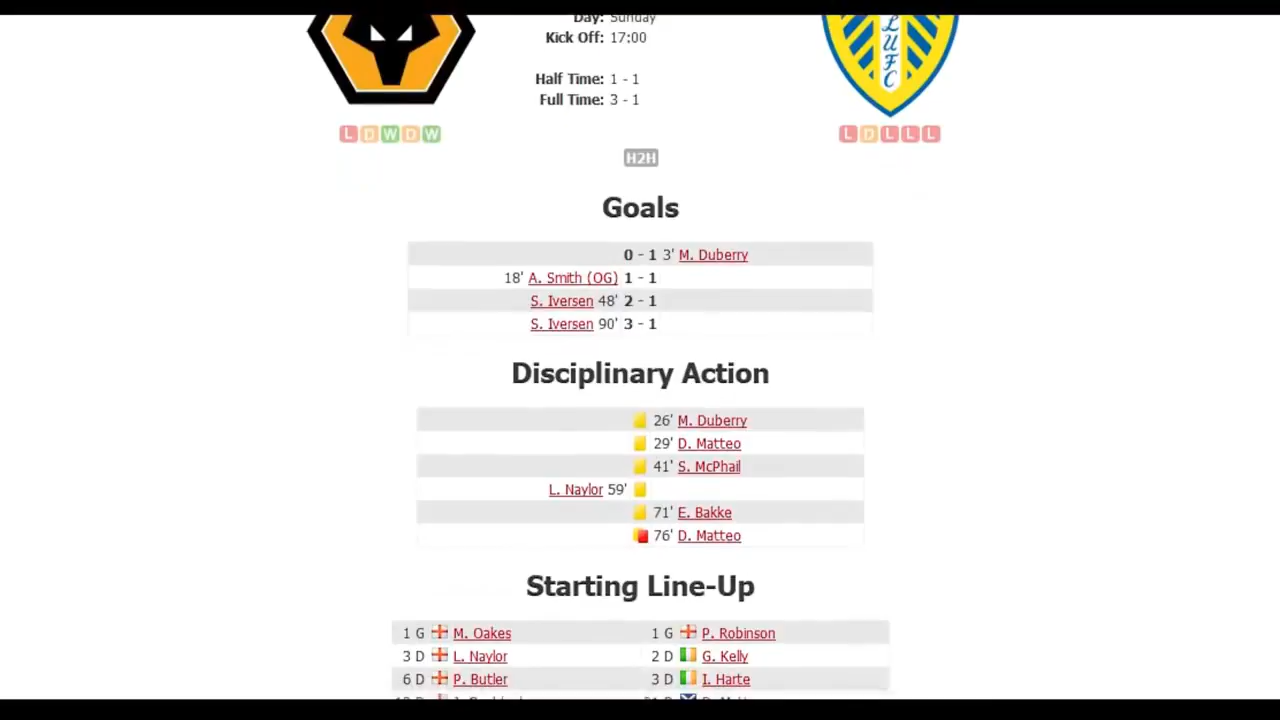 Day: Sunday
Kick Off: 17:00
Half Time: 1 - 1
Full Time: 3 - 1
LUFC
L D W D W
L D L L L
H2H
Goals
0 - 1 3' M. Duberry
18' A. Smith (OG) 1 - 1
S. Iversen 48' 2 - 1
S. Iversen 90' 3 - 1
Disciplinary Action
26' M. Duberry
29' D. Matteo
41' S. McPhail
L. Naylor 59'
71' E. Bakke
76' D. Matteo
Starting Line-Up
1 G M. Oakes 1 G P. Robinson
3 D L. Naylor 2 D G. Kelly
6 D P. Butler 3 D I. Harte